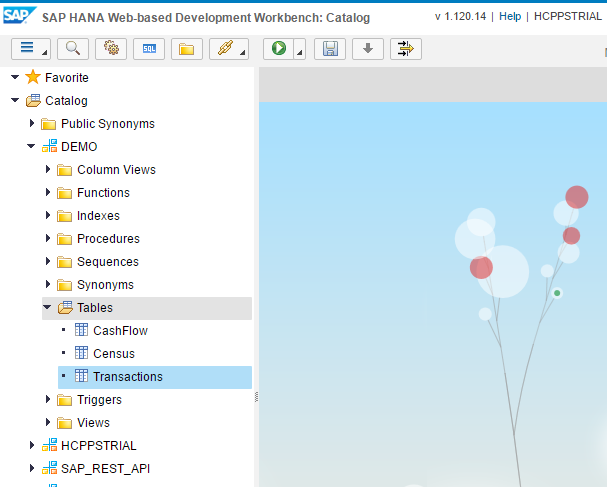 SAP SAP HANA Web-based Development Workbench: Catalog v 1.120.14 | Help | HCPPSTRIAL
SQL
Favorite
Catalog
Public Synonyms
DEMO
Column Views
Functions
Indexes
Procedures
Sequences
Synonyms
Tables
CashFlow
Census
Transactions
Triggers
Views
HCPPSTRIAL
SAP_REST_API